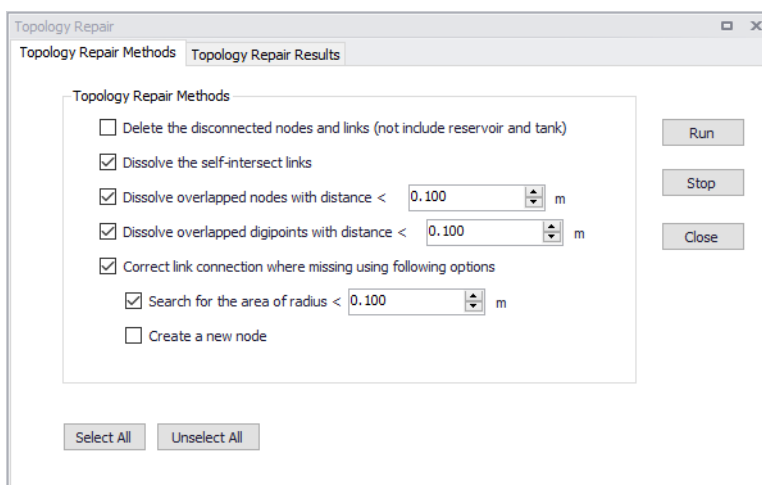 Topology Repair
Topology Repair Methods Topology Repair Results
Topology Repair Methods
Delete the disconnected nodes and links (not include reservoir and tank)
Run
Dissolve the self-intersect links
Stop
Dissolve overlapped nodes with distance < 0.100 m
Dissolve overlapped digipoints with distance < 0.100 m
Close
Correct link connection where missing using following options
Search for the area of radius < 0.100 m
Create a new node
Select All Unselect All